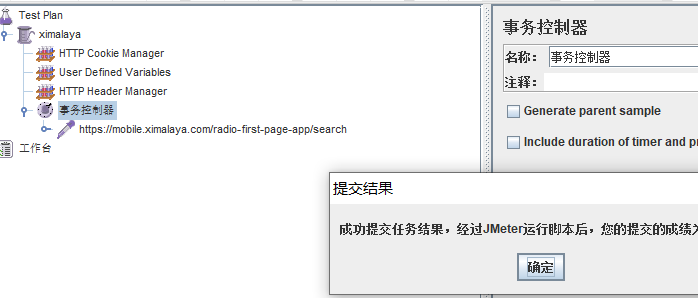 Test Plan
ximalaya
HTTP Cookie Manager
User Defined Variables
HTTP Header Manager
事务控制器
https://mobile.ximalaya.com/radio-first-page-app/search
工作台
事务控制器
名称: 事务控制器
注释:
Generate parent sample
Include duration of timer and p
提交结果
成功提交任务结果，经过JMeter运行脚本后，您的提交的成绩
确定